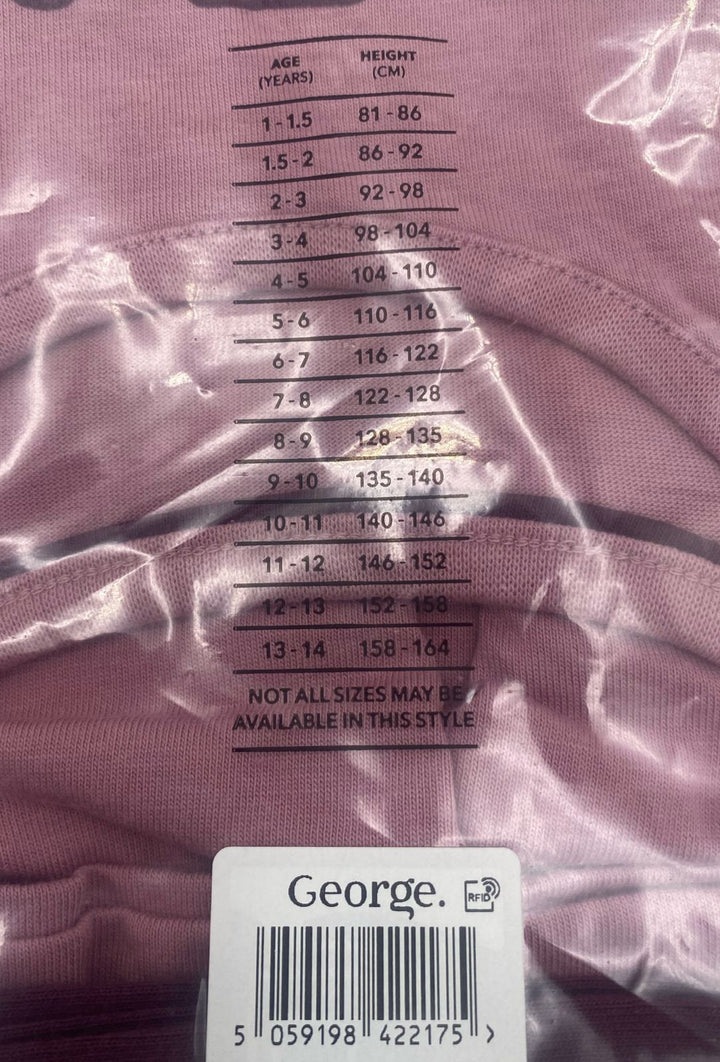 AGE HEIGHT
(YEARS) (CM)
1-1.5 81-86
1.5-2 86-92
2-3 92-98
3-4 98-104
4-5 104-110
5-6 110-116
6-7 116-122
7-8 122-128
8-9 128-135
9-10 135-140
10-11 140-146
11-12 146-152
12-13 152-158
13-14 158-164
NOT ALL SIZES MAY BE
AVAILABLE IN THIS STYLE
George. RFID
5 059198 422175 >